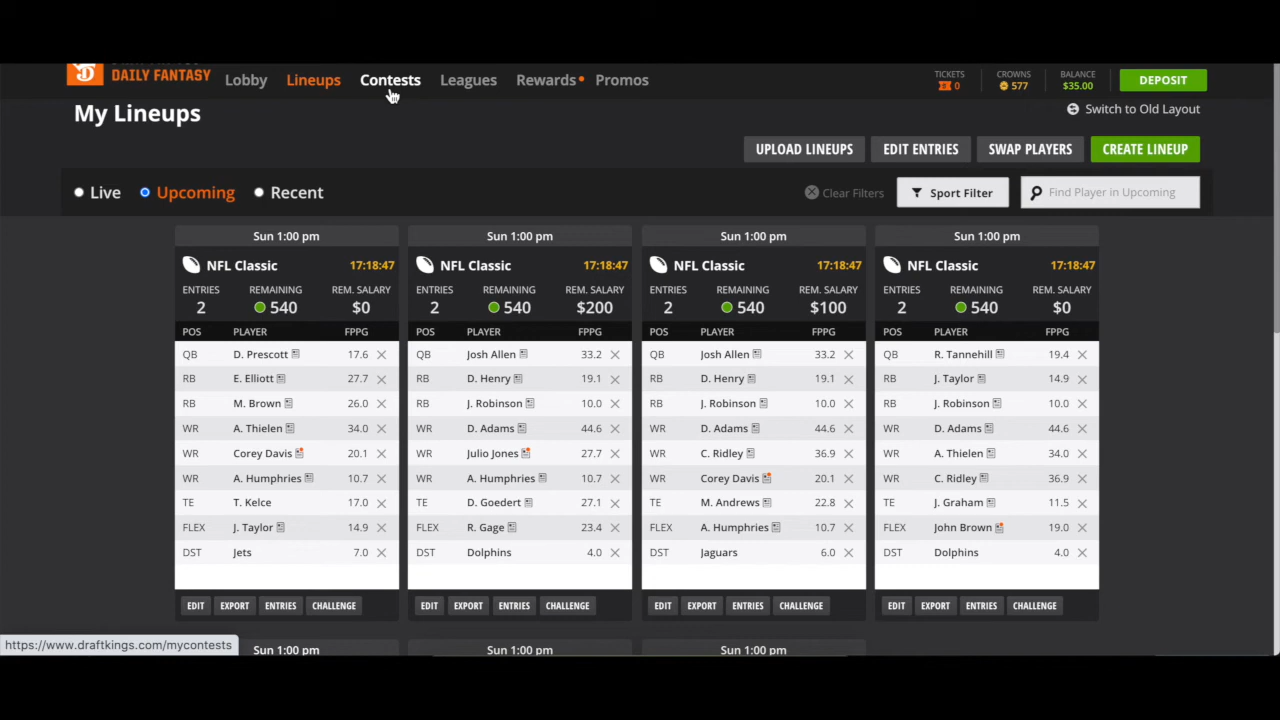 DAILY FANTASY Lobby Lineups Contests Leagues Rewards Promos
TICKETS CROWNS BALANCE
0 577 $35.00 DEPOSIT
My Lineups Switch to Old Layout
UPLOAD LINEUPS EDIT ENTRIES SWAP PLAYERS CREATE LINEUP
Live Upcoming Recent Clear Filters Sport Filter Find Player in Upcoming
Sun 1:00 pm Sun 1:00 pm Sun 1:00 pm Sun 1:00 pm
NFL Classic 17:18:47 NFL Classic 17:18:47 NFL Classic 17:18:47 NFL Classic 17:18:47
ENTRIES REMAINING REM. SALARY ENTRIES REMAINING REM. SALARY ENTRIES REMAINING REM. SALARY ENTRIES REMAINING REM. SALARY
2 540 $0 2 540 $200 2 540 $100 2 540 $0
POS PLAYER FPPG POS PLAYER FPPG POS PLAYER FPPG POS PLAYER FPPG
QB D. Prescott 17.6 QB Josh Allen 33.2 QB Josh Allen 33.2 QB R. Tannehill 19.4
RB E. Elliott 27.7 RB D. Henry 19.1 RB D. Henry 19.1 RB J. Taylor 14.9
RB M. Brown 26.0 RB J. Robinson 10.0 RB J. Robinson 10.0 RB J. Robinson 10.0
WR A. Thielen 34.0 WR D. Adams 44.6 WR D. Adams 44.6 WR D. Adams 44.6
WR Corey Davis 20.1 WR Julio Jones 27.7 WR C. Ridley 36.9 WR A. Thielen 34.0
WR A. Humphries 10.7 WR A. Humphries 10.7 WR Corey Davis 20.1 WR C. Ridley 36.9
TE T. Kelce 17.0 TE D. Goedert 27.1 TE M. Andrews 22.8 TE J. Graham 11.5
FLEX J. Taylor 14.9 FLEX R. Gage 23.4 FLEX A. Humphries 10.7 FLEX John Brown 19.0
DST Jets 7.0 DST Dolphins 4.0 DST Jaguars 6.0 DST Dolphins 4.0
EDIT EXPORT ENTRIES CHALLENGE EDIT EXPORT ENTRIES CHALLENGE EDIT EXPORT ENTRIES CHALLENGE EDIT EXPORT ENTRIES CHALLENGE
https://www.draftkings.com/mycontests Sun 1:00 pm Sun 1:00 pm Sun 1:00 pm